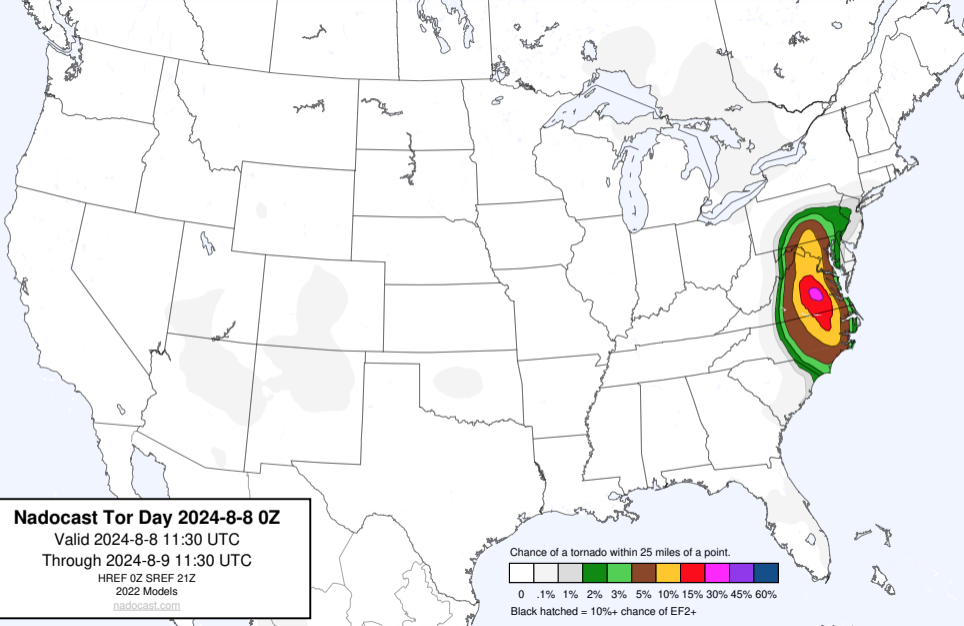 Nadocast Tor Day 2024-8-8 0Z
Valid 2024-8-8 11:30 UTC
Through 2024-8-9 11:30 UTC
HREF 0Z SREF 21Z
2022 Models
nadocast.com
Chance of a tornado within 25 miles of a point.
0 .1% 1% 2% 3% 5% 10% 15% 30% 45% 60%
Black hatched = 10%+ chance of EF2+